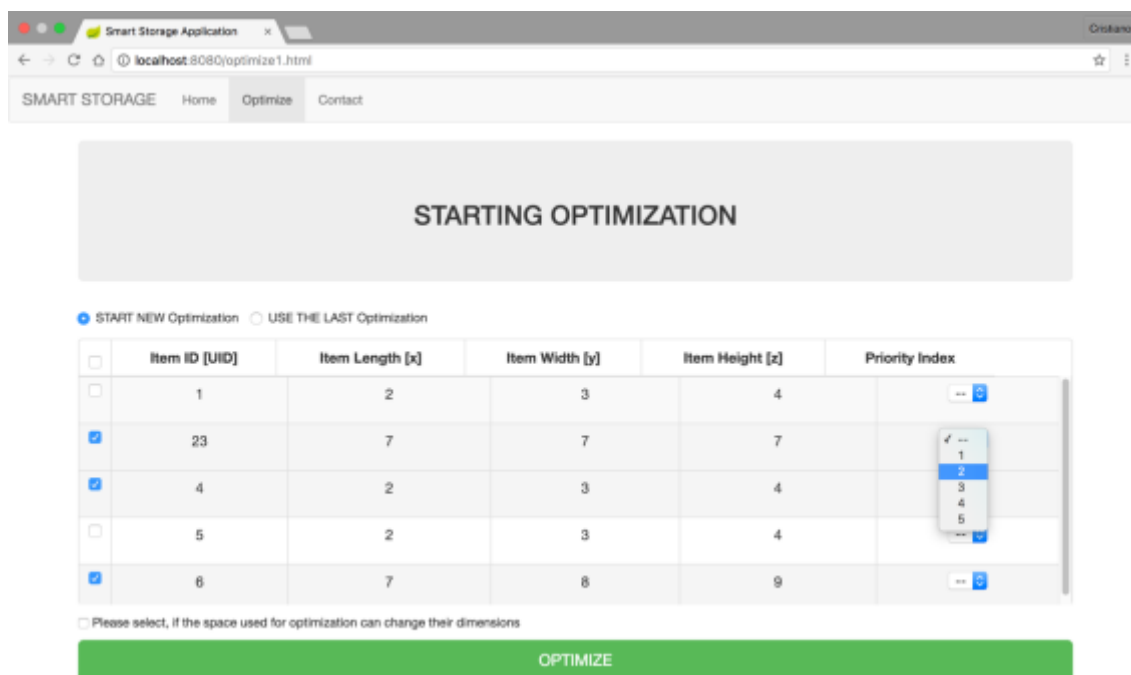 Smart Storage Application
Cristiano
localhost:8080/optimize1.html
SMART STORAGE Home Optimize Contact
STARTING OPTIMIZATION
START NEW Optimization USE THE LAST Optimization
Item ID [UID] Item Length [x] Item Width [y] Item Height [z] Priority Index
1 2 3 4 --
23 7 7 7 ✓ --
1
2
3
4
5
4 2 3 4
5 2 3 4 --
6 7 8 9 --
Please select, if the space used for optimization can change their dimensions
OPTIMIZE